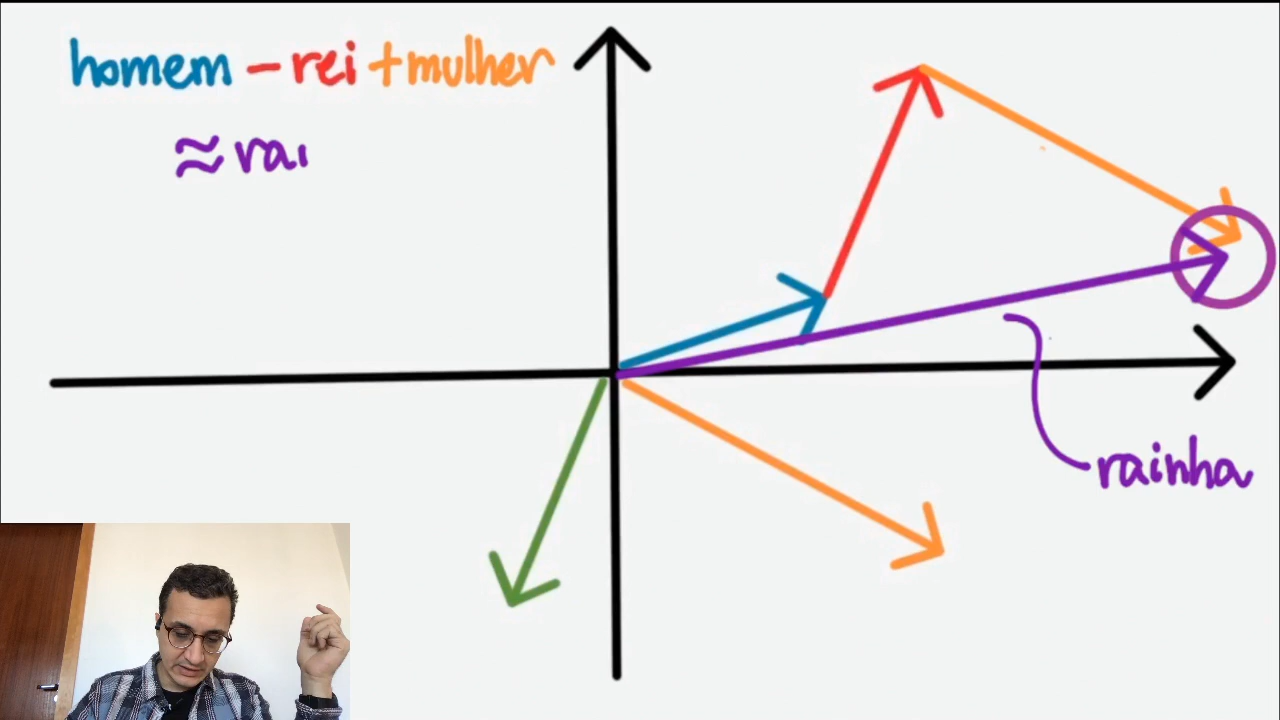 homem - rei + mulher
≈ rai
rainha